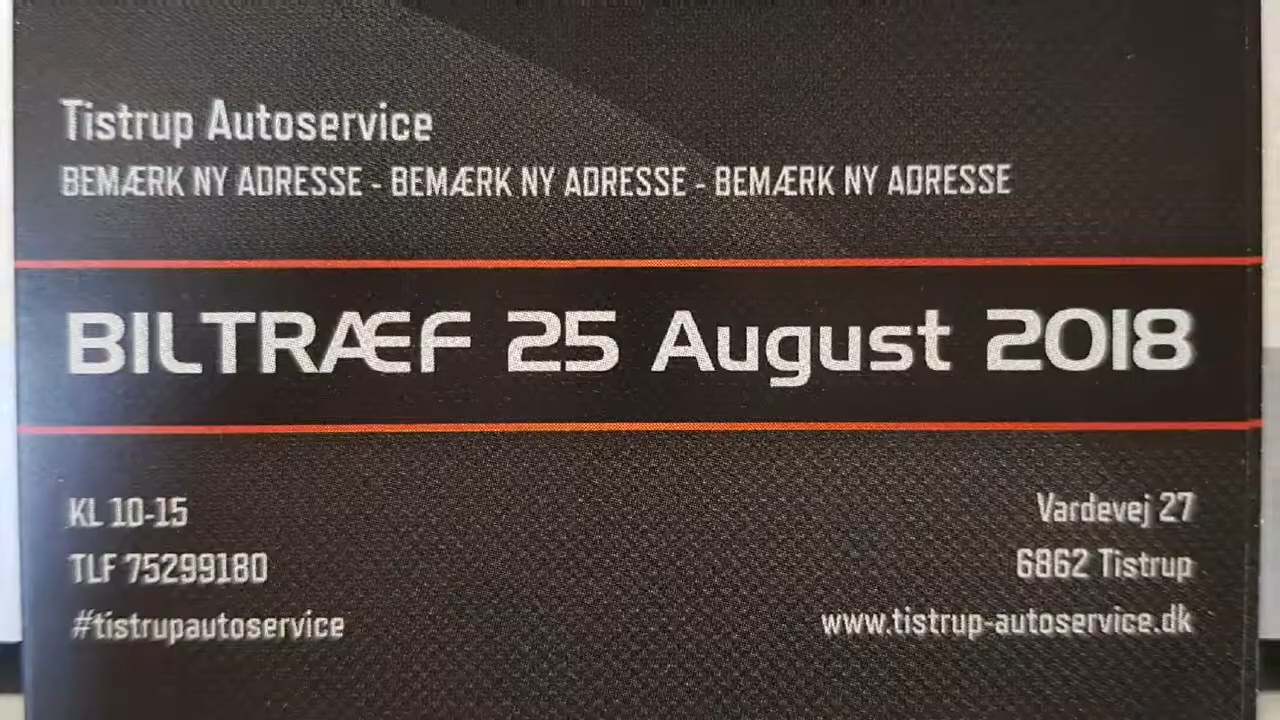 Tistrup Autoservice
BEMÆRK NY ADRESSE - BEMÆRK NY ADRESSE - BEMÆRK NY ADRESSE
BILTRÆF 25 August 2018
KL 10-15
TLF 75299180
#tistrupautoservice
Vardevej 27
6862 Tistrup
www.tistrup-autoservice.dk